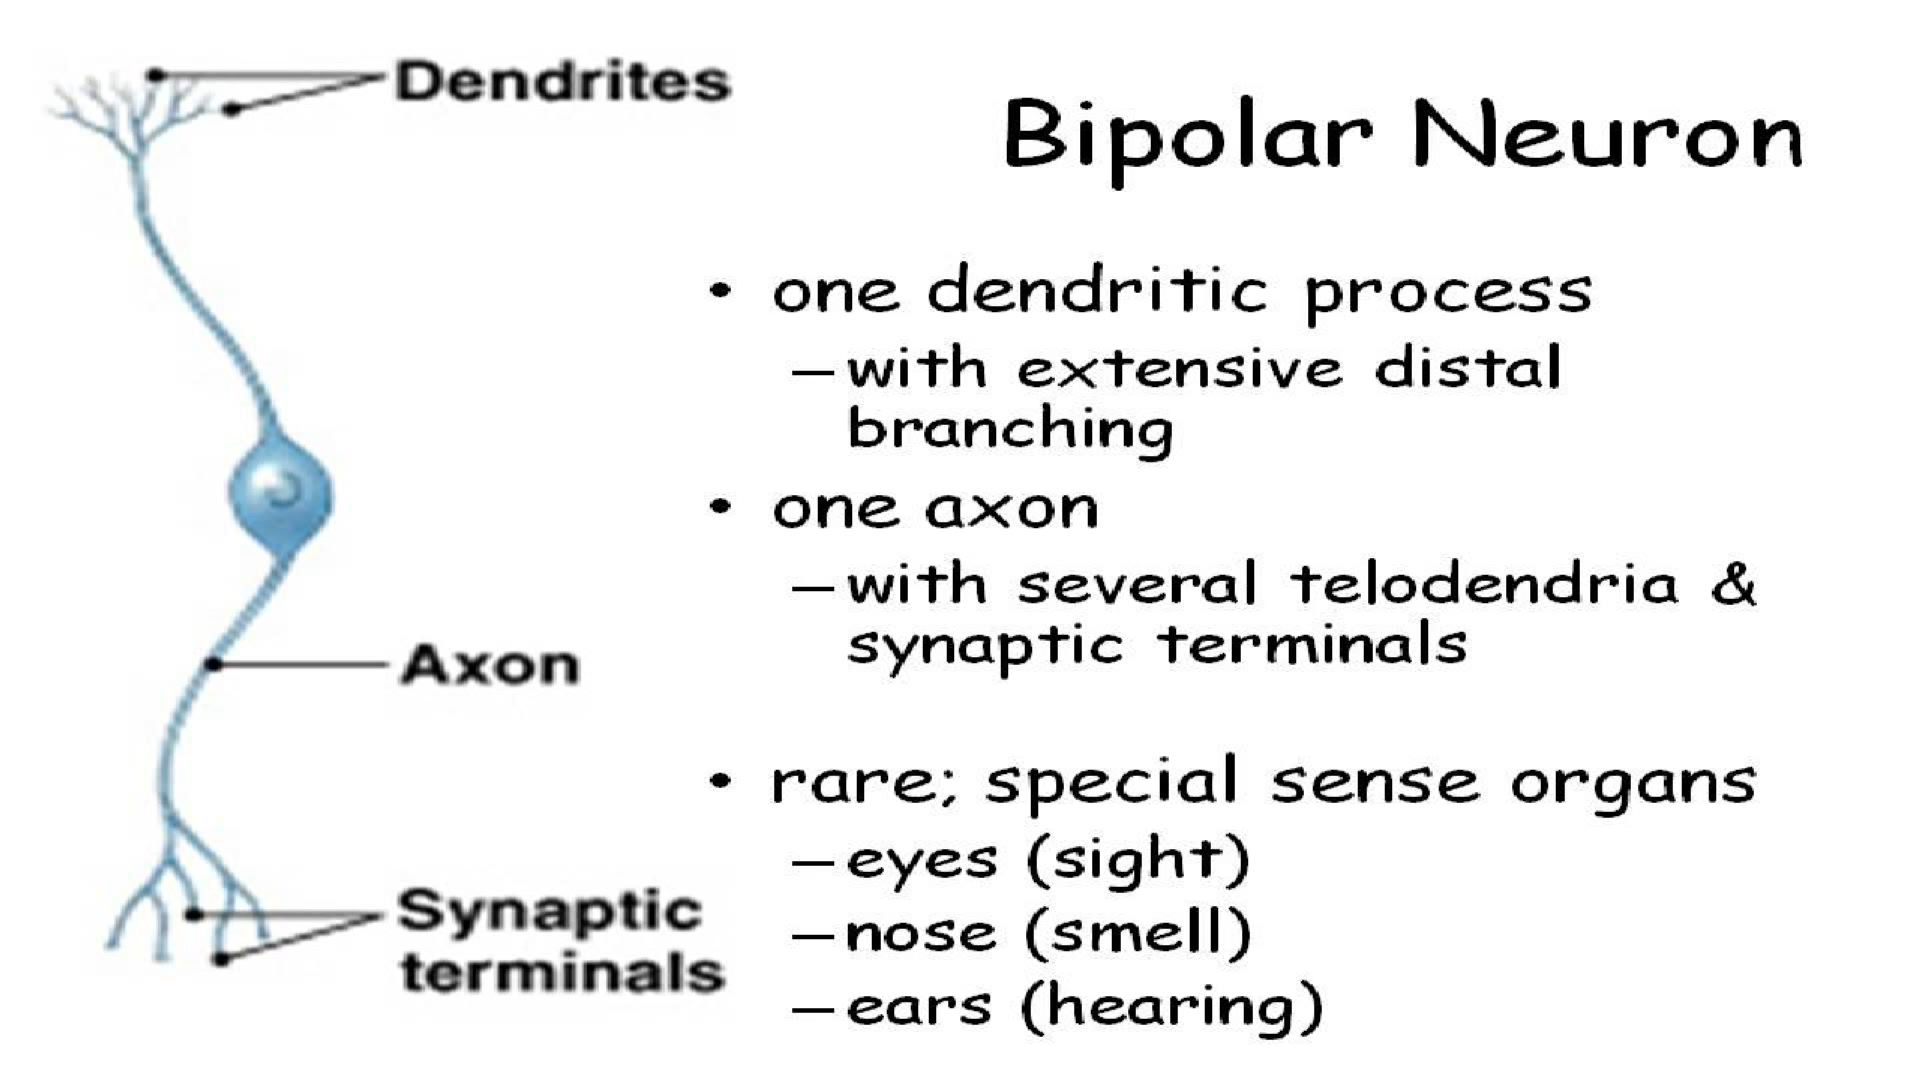 Dendrites
Axon
Synaptic
terminals
Bipolar Neuron
• one dendritic process
– with extensive distal
branching
• one axon
– with several telodendria &
synaptic terminals
• rare; special sense organs
– eyes (sight)
– nose (smell)
– ears (hearing)